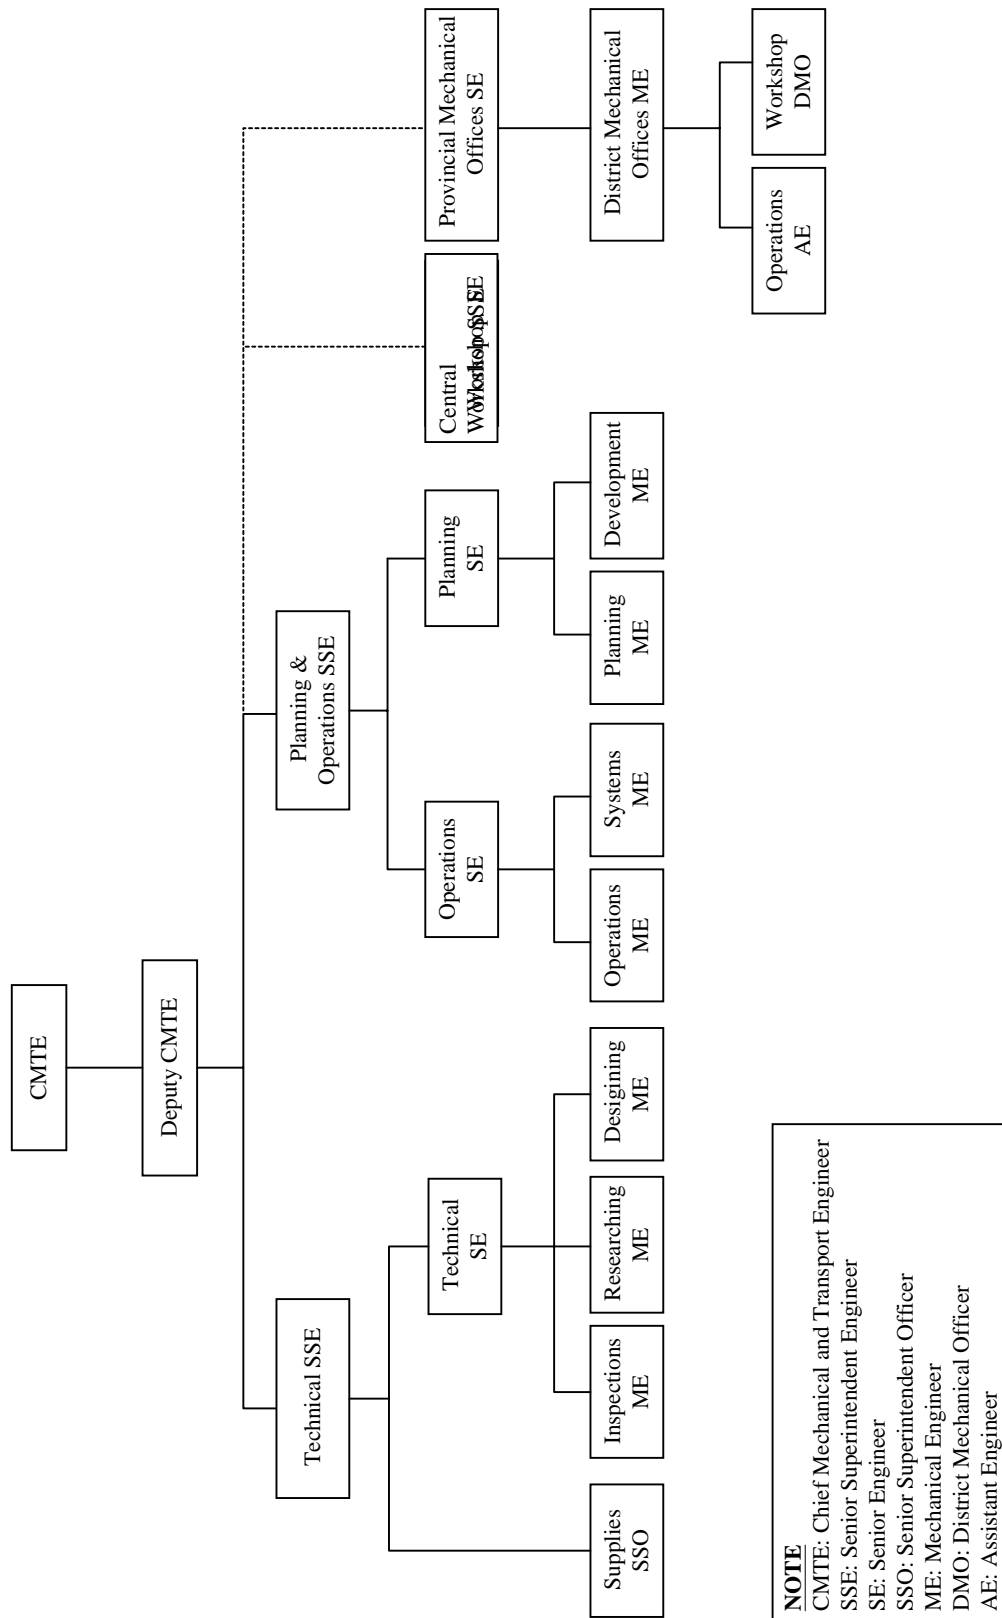 CMTE
Deputy CMTE
Technical SSE
Planning &
Operations SSE
Technical
SE
Operations
SE
Planning
SE
Central
Workshop SSE
Provincial Mechanical
Offices SE
Supplies
SSO
Inspections
ME
Researching
ME
Desigining
ME
Operations
ME
Systems
ME
Planning
ME
Development
ME
District Mechanical
Offices ME
Operations
AE
Workshop
DMO
NOTE
CMTE: Chief Mechanical and Transport Engineer
SSE: Senior Superintendent Engineer
SE: Senior Engineer
SSO: Senior Superintendent Officer
ME: Mechanical Engineer
DMO: District Mechanical Officer
AE: Assistant Engineer